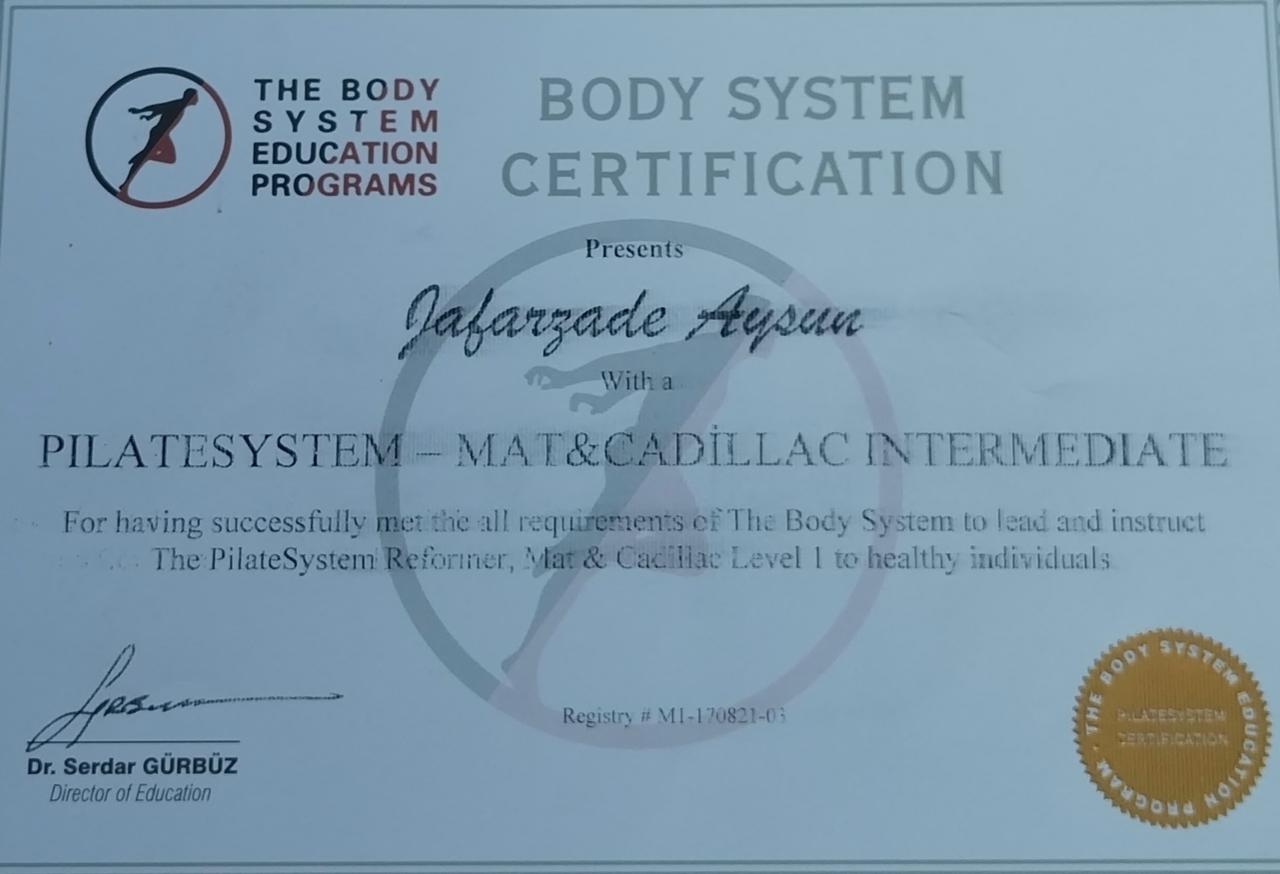 THE BODY
SYSTEM
EDUCATION
PROGRAMS
BODY SYSTEM
CERTIFICATION
Presents
Jafarzade Aysun
With a
PILATESYSTEM – MAT&CADİLLAC INTERMEDIATE
For having successfully met the all requirements of The Body System to lead and instruct
The PilateSystem Reformer, Mat & Cadillac Level 1 to healthy individuals
Registry # M1-170821-03
Dr. Serdar GÜRBÜZ
Director of Education
THE BODY SYSTEM EDUCATION PROGRAM
PILATESYSTEM
CERTIFICATION